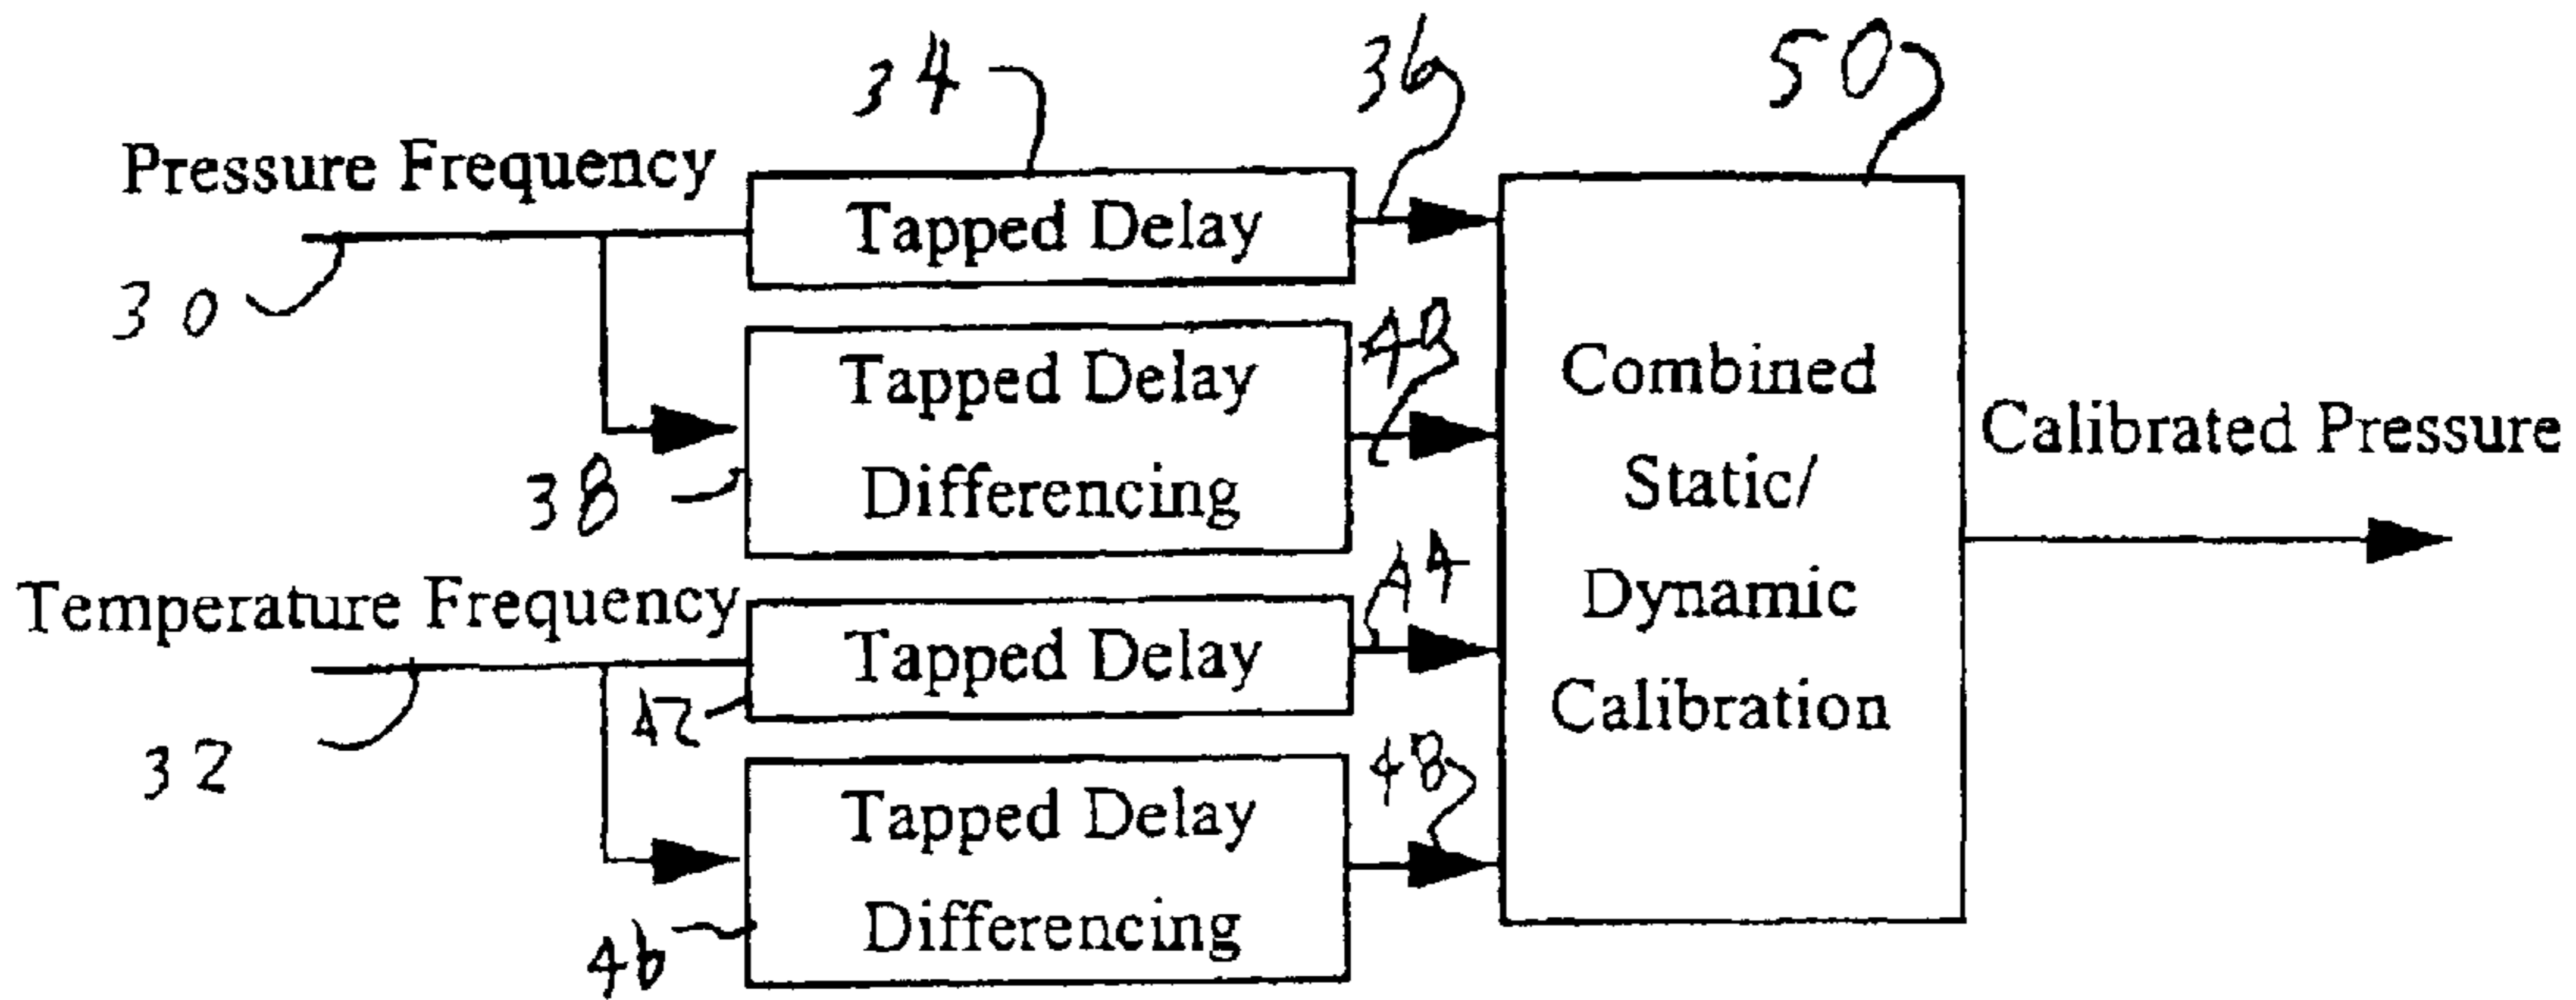 34
36
50
Pressure Frequency
Tapped Delay
30
40
Tapped Delay
Differencing
38
Combined
Static/
Dynamic
Calibration
Calibrated Pressure
44
Temperature Frequency
Tapped Delay
42
32
48
Tapped Delay
Differencing
46